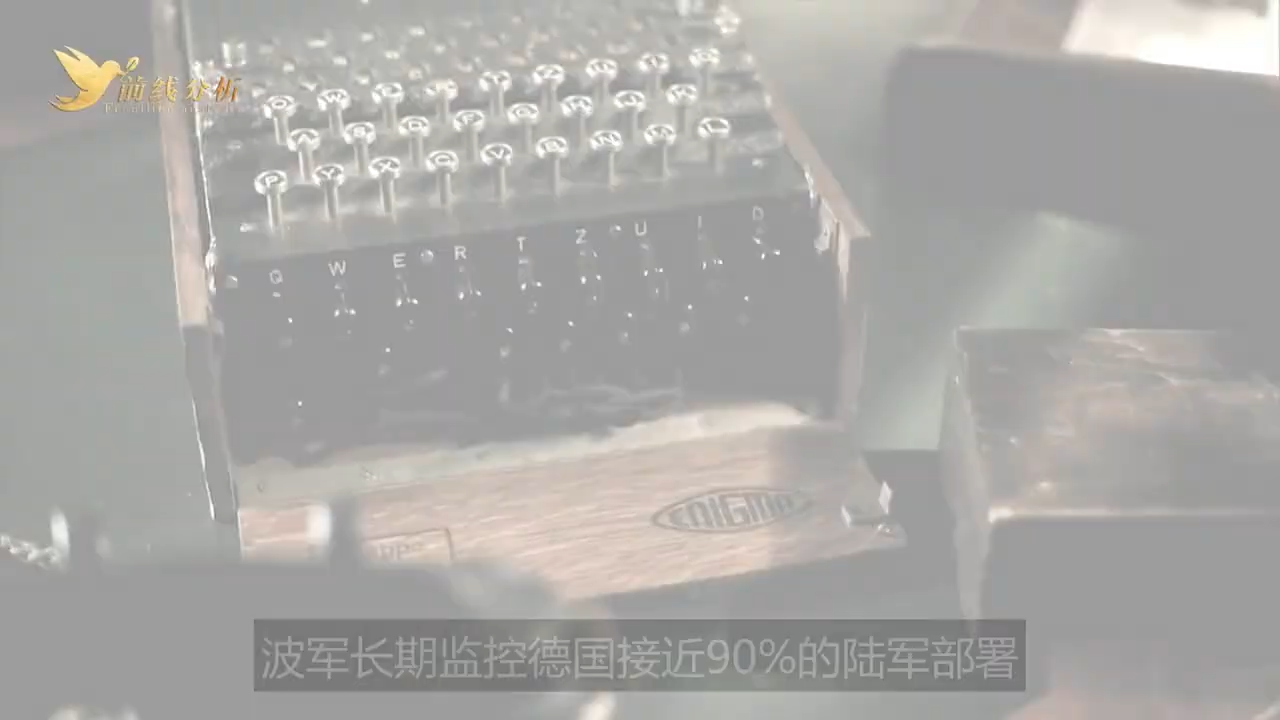 前线分析
Q W E R T Z U I O
A S D F G H J K
P Y X C V B N M L
Q W E R T Z U I O
ENIGMA
波军长期监控德国接近90%的陆军部署